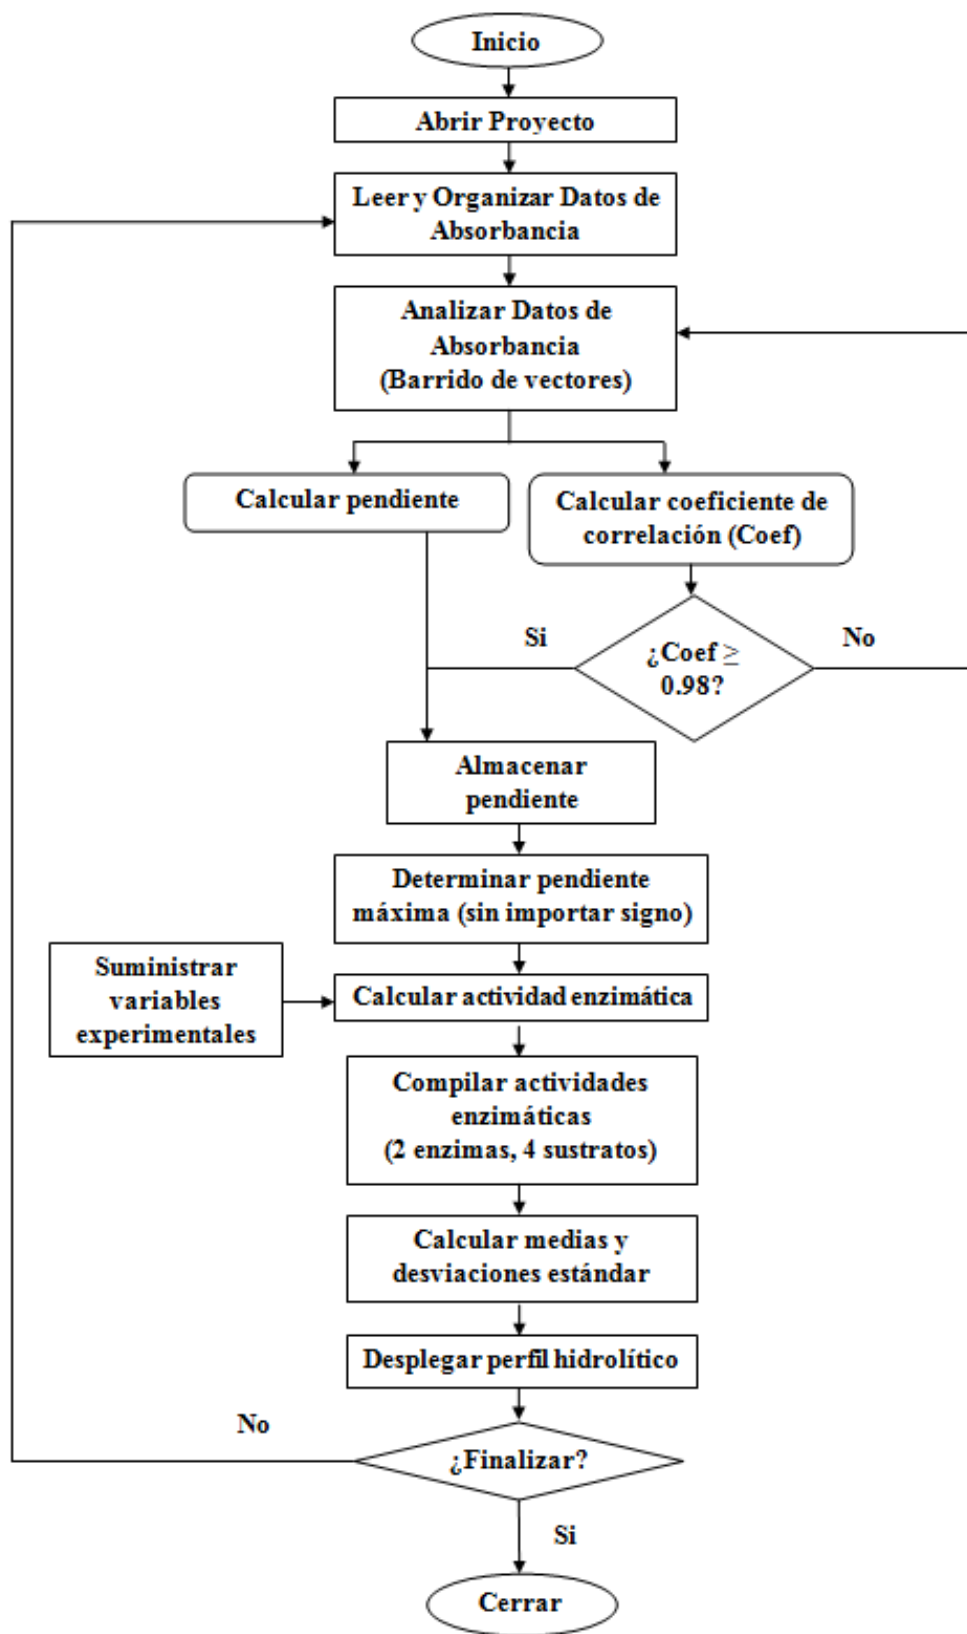 Inicio
Abrir Proyecto
Leer y Organizar Datos de
Absorbancia
Analizar Datos de
Absorbancia
(Barrido de vectores)
Calcular pendiente
Calcular coeficiente de
correlación (Coef)
Si
¿Coef ≥
0.98?
No
Almacenar
pendiente
Determinar pendiente
máxima (sin importar signo)
Suministrar
variables
experimentales
Calcular actividad enzimática
Compilar actividades
enzimáticas
(2 enzimas, 4 sustratos)
Calcular medias y
desviaciones estándar
Desplegar perfil hidrolítico
No
¿Finalizar?
Si
Cerrar